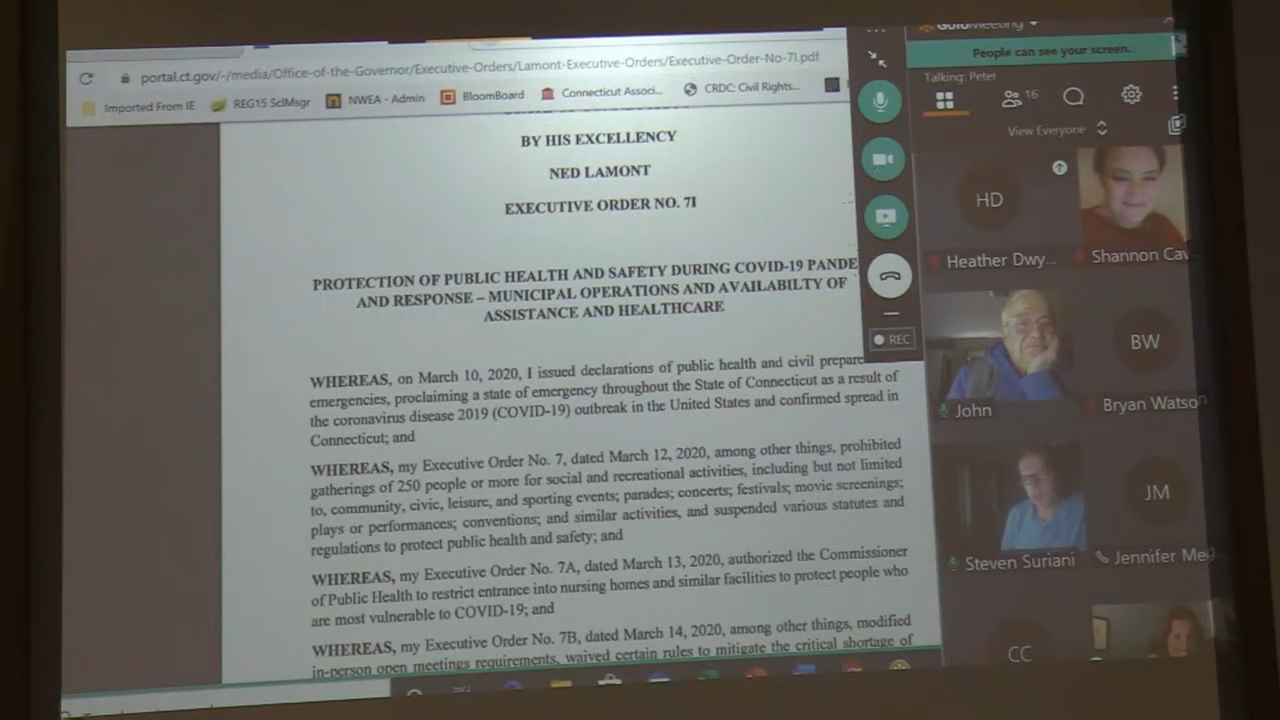 GoToMeeting
People can see your screen.
Talking: Peter
16
View Everyone
portal.ct.gov/-/media/Office-of-the-Governor/Executive-Orders/Lamont-Executive-Orders/Executive-Order-No-7I.pdf
Imported From IE
REG15 SclMsgr
NWEA - Admin
BloomBoard
Connecticut Associ...
CRDC: Civil Rights...
BY HIS EXCELLENCY
NED LAMONT
EXECUTIVE ORDER NO. 7I
PROTECTION OF PUBLIC HEALTH AND SAFETY DURING COVID-19 PANDE
AND RESPONSE – MUNICIPAL OPERATIONS AND AVAILABILTY OF
ASSISTANCE AND HEALTHCARE
WHEREAS, on March 10, 2020, I issued declarations of public health and civil prepare
emergencies, proclaiming a state of emergency throughout the State of Connecticut as a result of
the coronavirus disease 2019 (COVID-19) outbreak in the United States and confirmed spread in
Connecticut; and
WHEREAS, my Executive Order No. 7, dated March 12, 2020, among other things, prohibited
gatherings of 250 people or more for social and recreational activities, including but not limited
to, community, civic, leisure, and sporting events; parades; concerts; festivals; movie screenings;
plays or performances; conventions; and similar activities, and suspended various statutes and
regulations to protect public health and safety; and
WHEREAS, my Executive Order No. 7A, dated March 13, 2020, authorized the Commissioner
of Public Health to restrict entrance into nursing homes and similar facilities to protect people who
are most vulnerable to COVID-19; and
WHEREAS, my Executive Order No. 7B, dated March 14, 2020, among other things, modified
in-person open meetings requirements, waived certain rules to mitigate the critical shortage of
REC
HD
Heather Dwy...
Shannon Cav
John
BW
Bryan Watson
Steven Suriani
JM
Jennifer Meg
CC